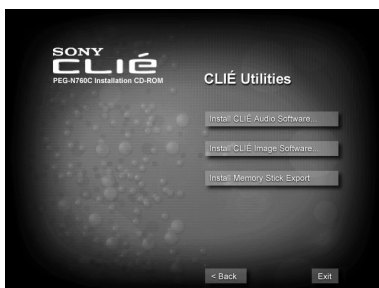 SONY
CLIÉ
PEG-N760C Installation CD-ROM
CLIÉ Utilities
Install CLIÉ Audio Software...
Install CLIÉ Image Software...
Install Memory Stick Export
< Back
Exit